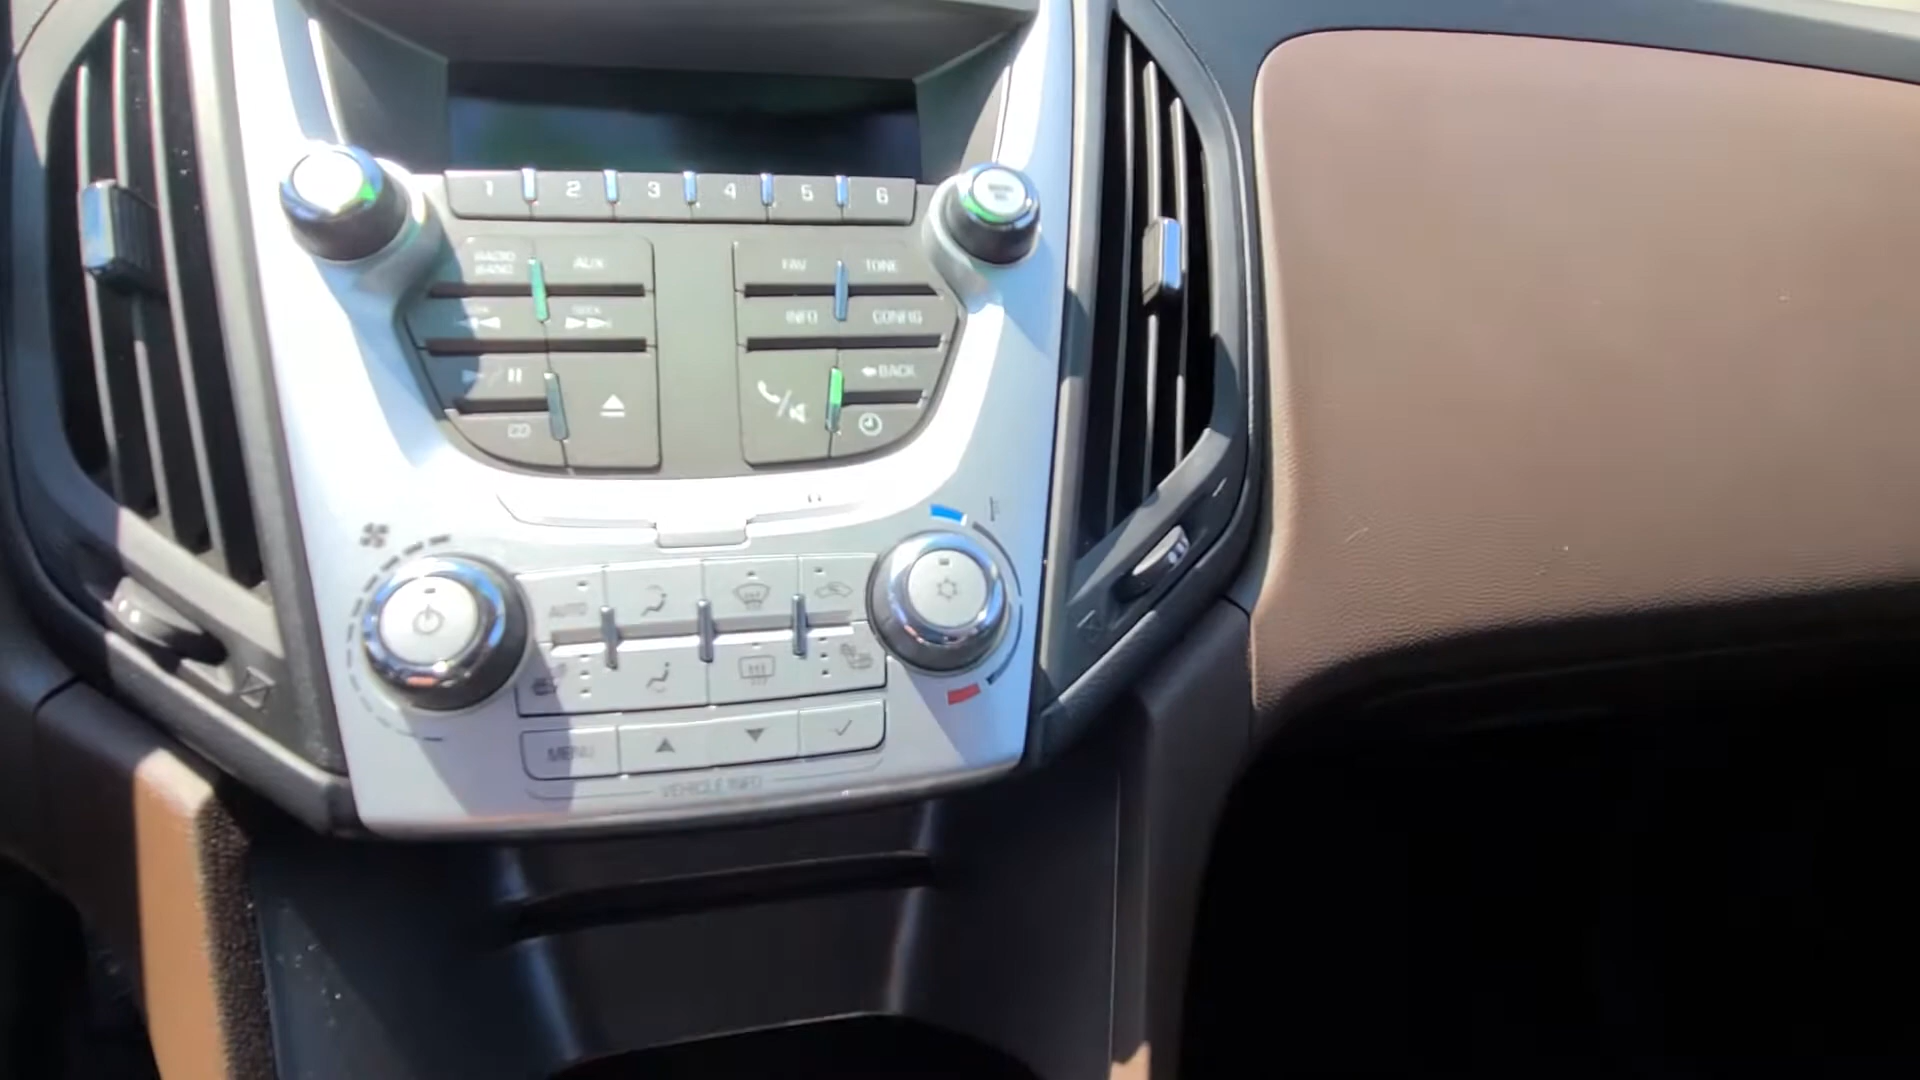 1 2 3 4 5 6
RADIO BAND AUX FAV TONE
INFO CONFIG
BACK
AUTO
MENU
VEHICLE INFO